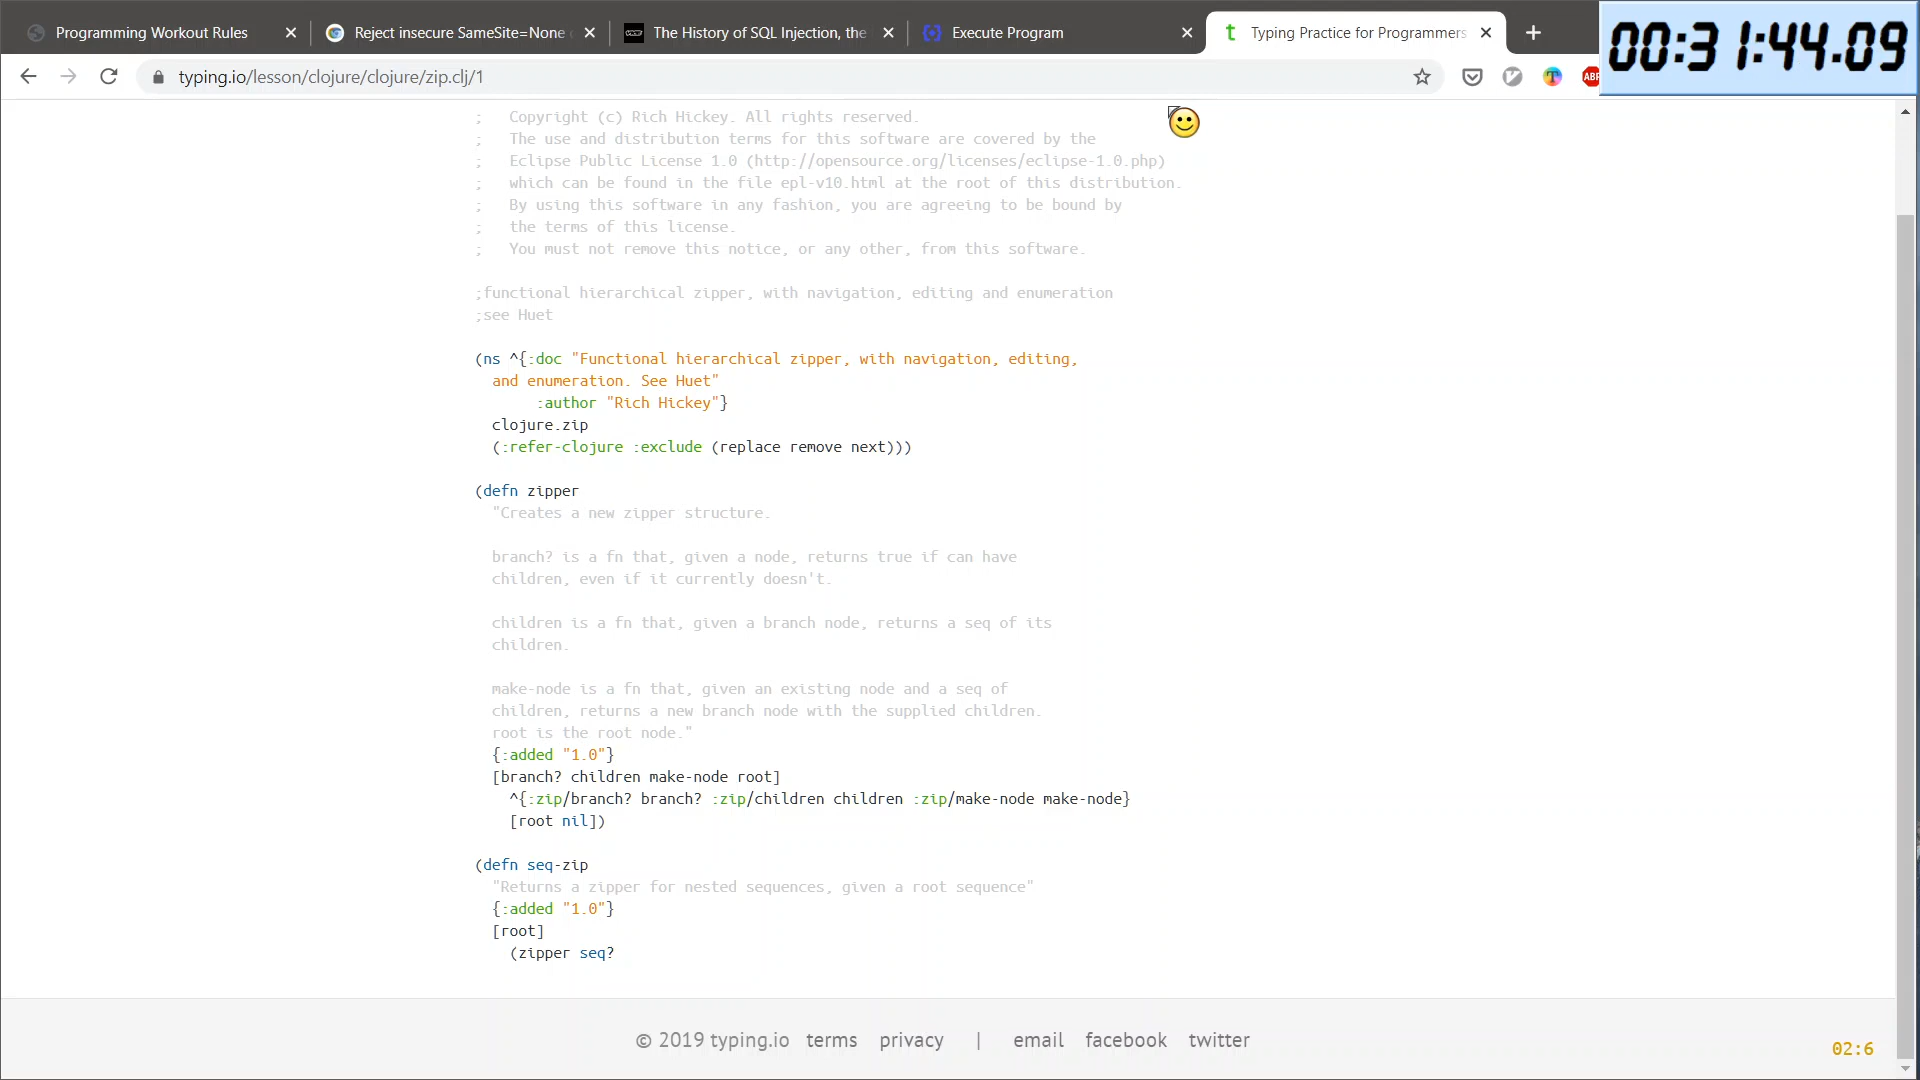 Programming Workout Rules
Reject insecure SameSite=None
The History of SQL Injection, the
Execute Program
Typing Practice for Programmers
00:31:44.09
typing.io/lesson/clojure/clojure/zip.clj/1
ABP
;   Copyright (c) Rich Hickey. All rights reserved.
;   The use and distribution terms for this software are covered by the
;   Eclipse Public License 1.0 (http://opensource.org/licenses/eclipse-1.0.php)
;   which can be found in the file epl-v10.html at the root of this distribution.
;   By using this software in any fashion, you are agreeing to be bound by
;   the terms of this license.
;   You must not remove this notice, or any other, from this software.
;functional hierarchical zipper, with navigation, editing and enumeration
;see Huet
(ns ^{:doc "Functional hierarchical zipper, with navigation, editing,
  and enumeration. See Huet"
       :author "Rich Hickey"}
  clojure.zip
  (:refer-clojure :exclude (replace remove next)))
(defn zipper
  "Creates a new zipper structure.
  branch? is a fn that, given a node, returns true if can have
  children, even if it currently doesn't.
  children is a fn that, given a branch node, returns a seq of its
  children.
  make-node is a fn that, given an existing node and a seq of
  children, returns a new branch node with the supplied children.
  root is the root node."
  {:added "1.0"}
  [branch? children make-node root]
    ^{:zip/branch? branch? :zip/children children :zip/make-node make-node}
    [root nil])
(defn seq-zip
  "Returns a zipper for nested sequences, given a root sequence"
  {:added "1.0"}
  [root]
    (zipper seq?
© 2019 typing.io terms privacy | email facebook twitter
02:6